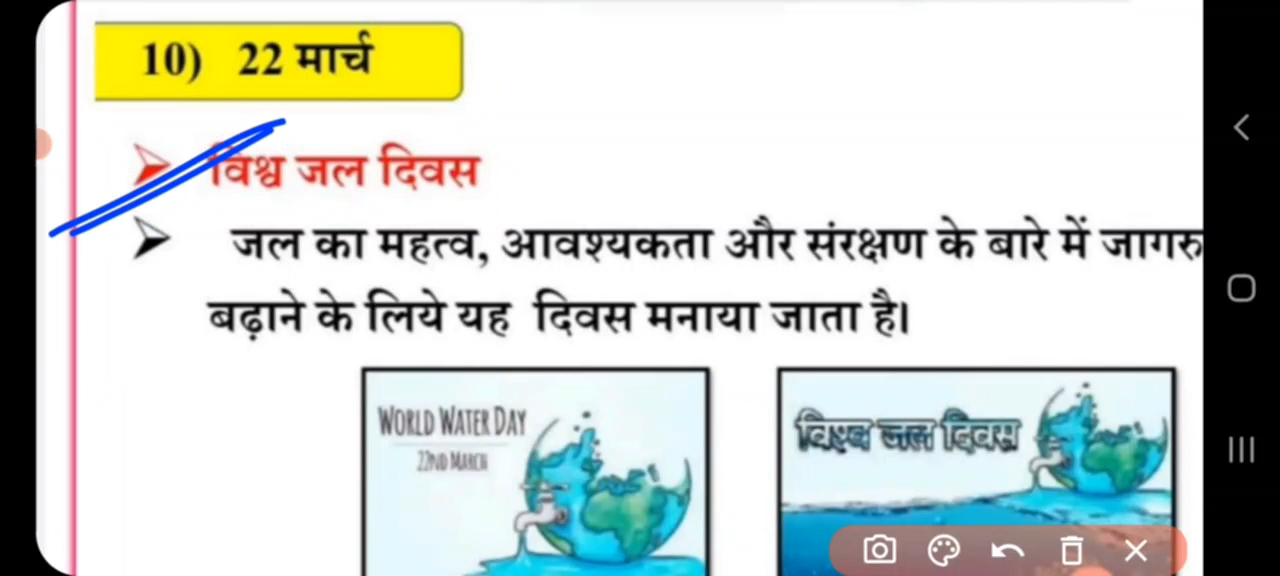 10) 22 मार्च
विश्व जल दिवस
जल का महत्व, आवश्यकता और संरक्षण के बारे में जागरु
बढ़ाने के लिये यह दिवस मनाया जाता है।
WORLD WATER DAY
22ND MARCH
विश्व जल दिवस